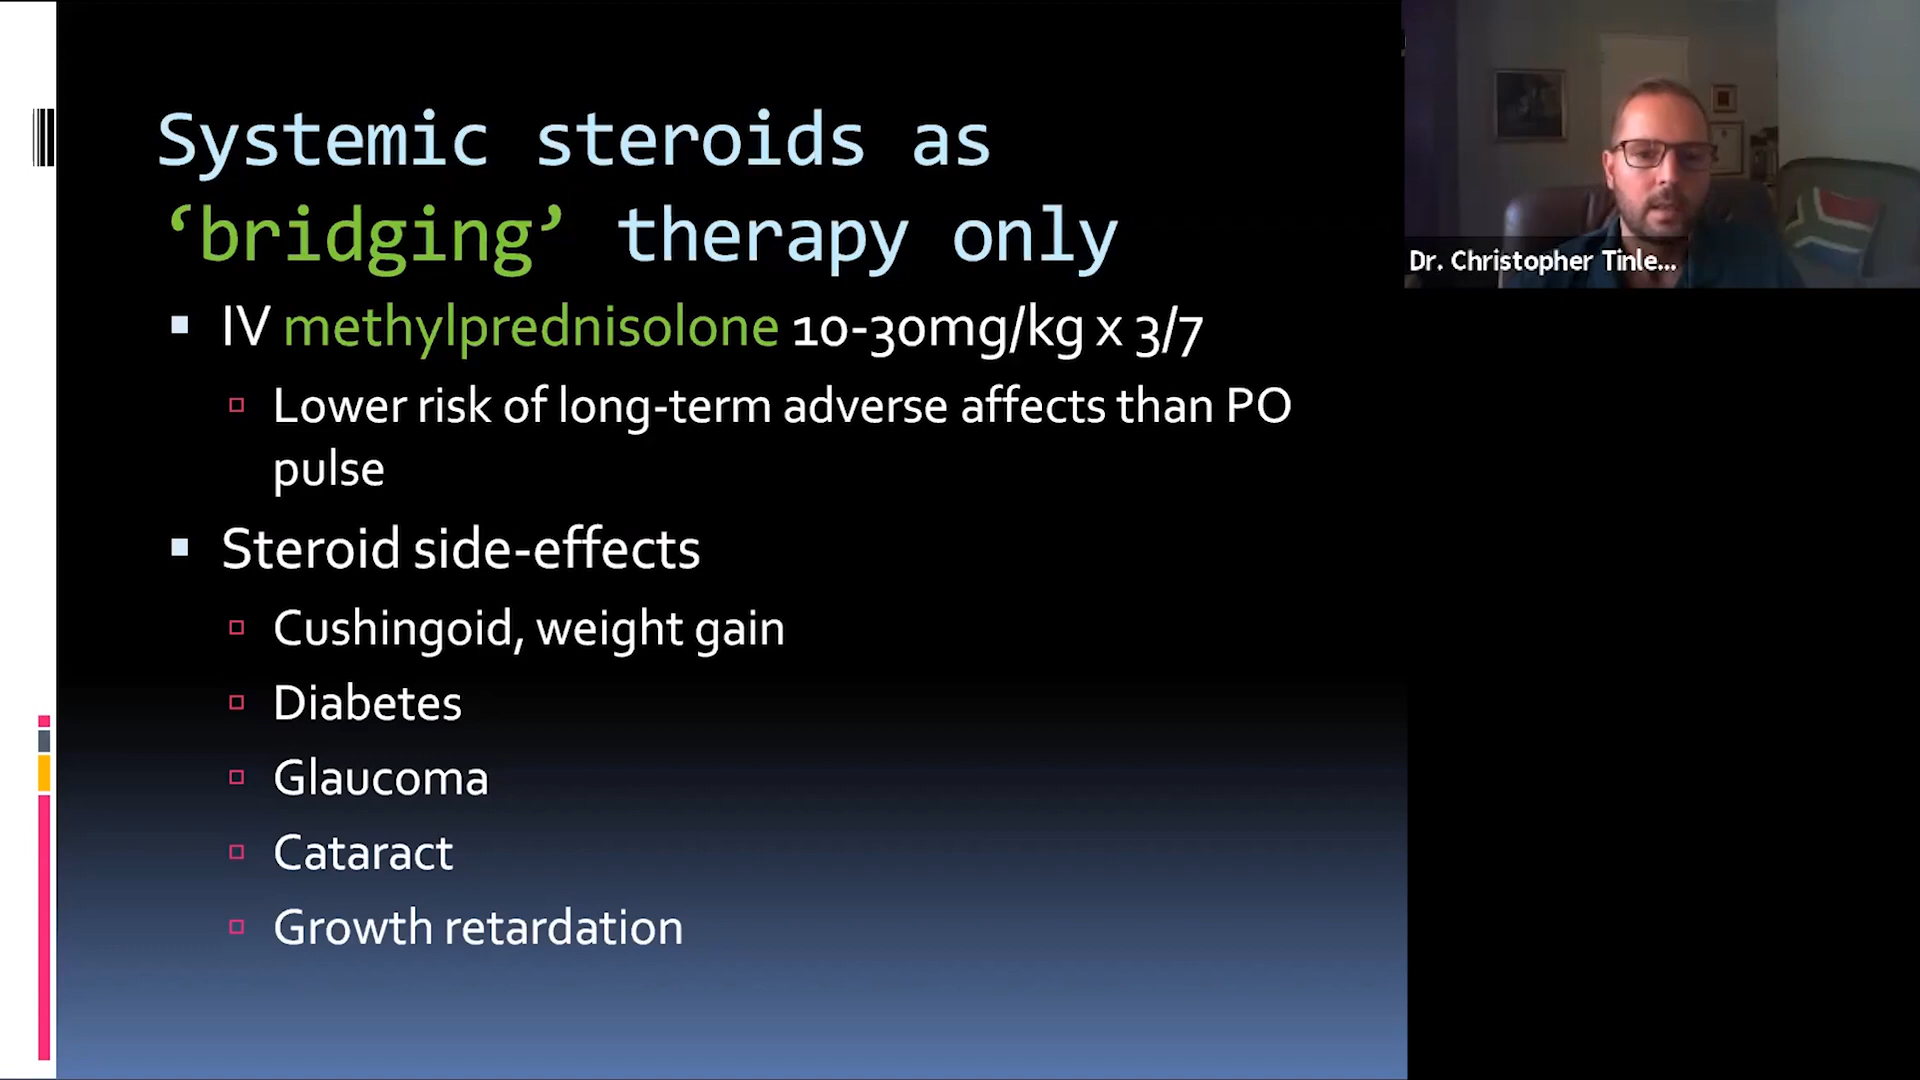 Systemic steroids as
‘bridging’ therapy only
IV methylprednisolone 10-30mg/kg x 3/7
Lower risk of long-term adverse affects than PO
pulse
Steroid side-effects
Cushingoid, weight gain
Diabetes
Glaucoma
Cataract
Growth retardation
Dr. Christopher Tinle...